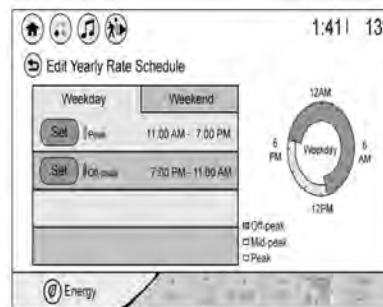 1:41 13
Edit Yearly Rate Schedule
Weekday Weekend
Set Peak 11:00 AM - 7:00 PM
Set Off-peak 7:00 PM- 11:00 AM
12AM
6 PM
Weekday
6 AM
12PM
Off-peak
Mid-peak
Peak
Energy